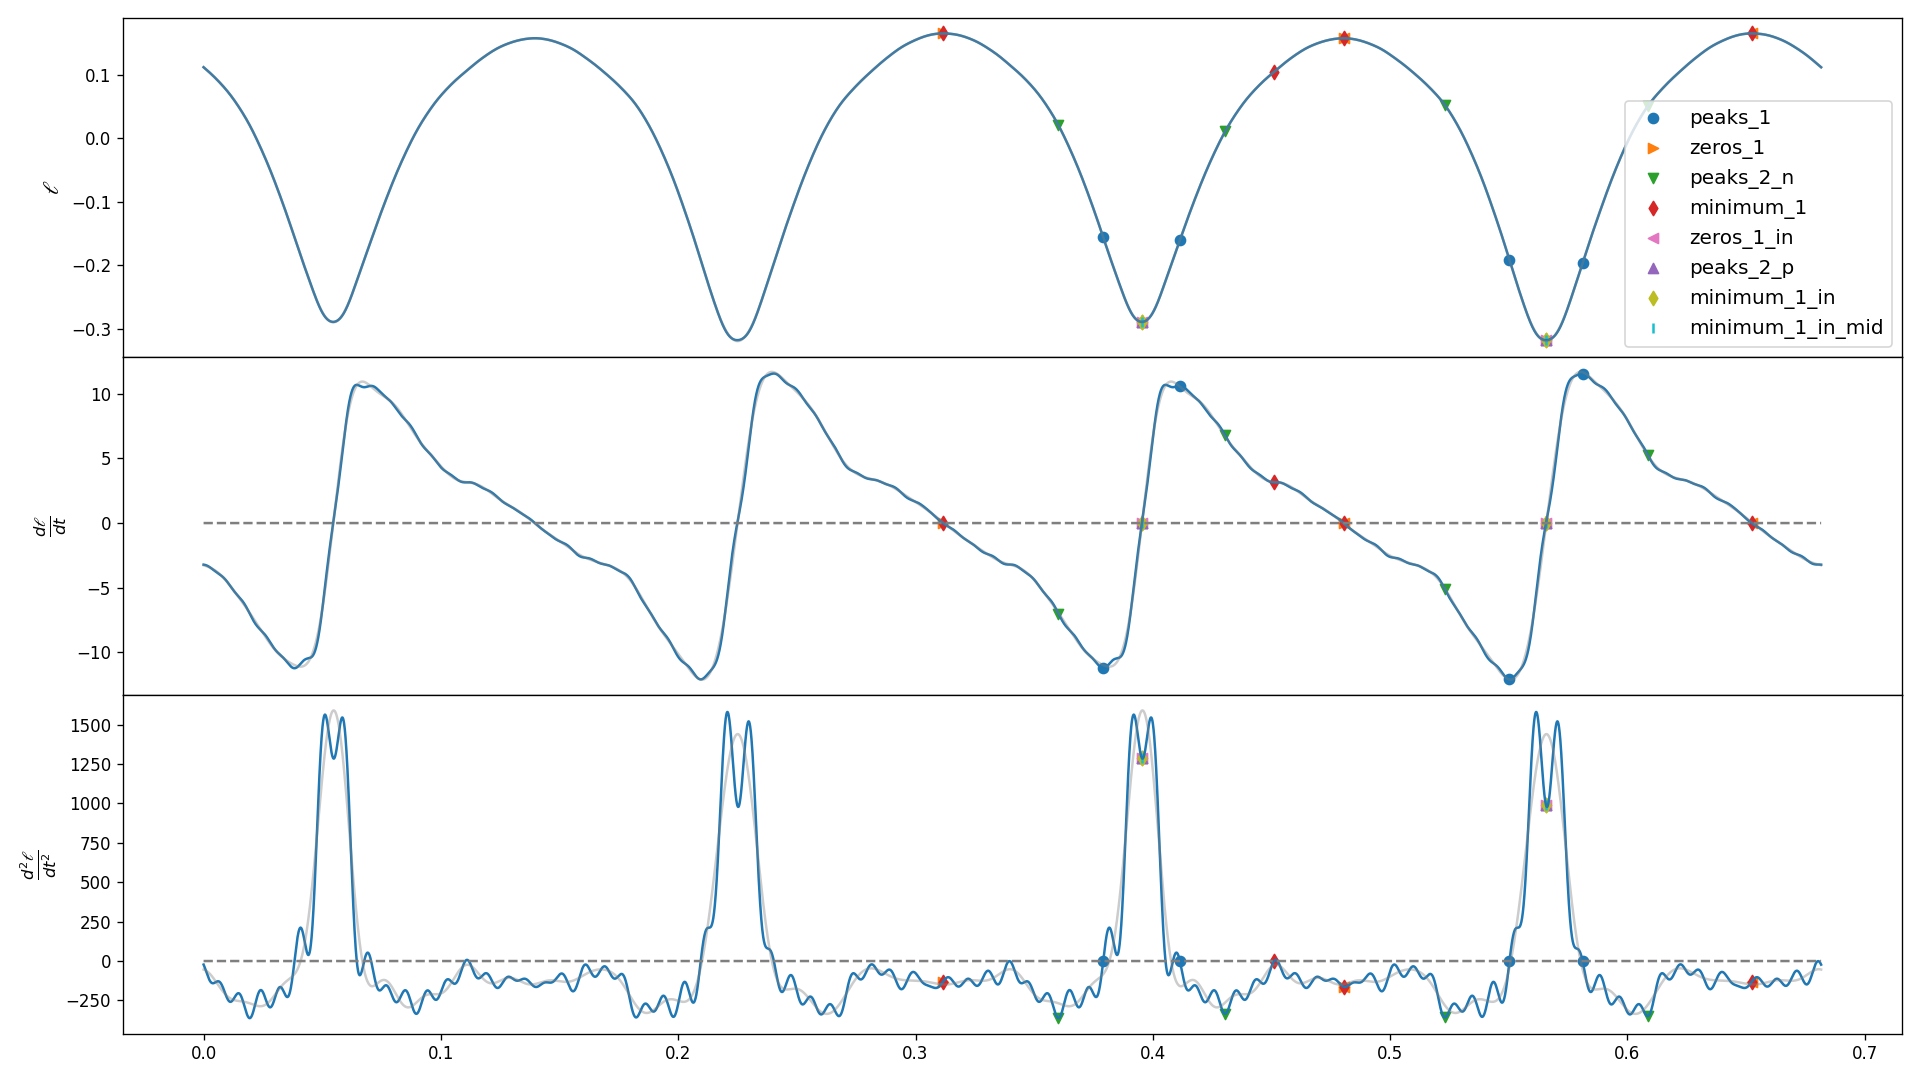 0.1
0.0
−0.1
−0.2
−0.3
ℓ
peaks_1
zeros_1
peaks_2_n
minimum_1
zeros_1_in
peaks_2_p
minimum_1_in
minimum_1_in_mid
10
5
0
−5
−10
dℓ
dt
1500
1250
1000
750
500
250
0
−250
d²ℓ
dt²
0.0 0.1 0.2 0.3 0.4 0.5 0.6 0.7